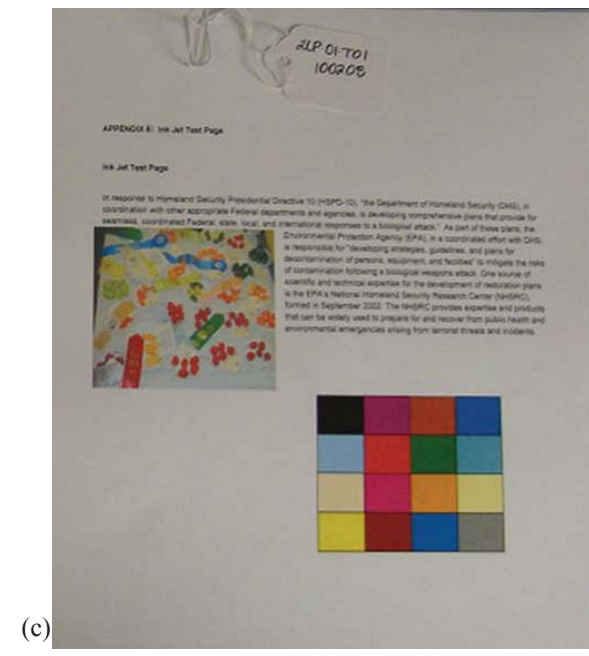 2LP-01-T01
100208
APPENDIX 6: Ink Jet Test Page
Ink Jet Test Page
In response to Homeland Security Presidential Directive 10 (HSPD-10), "the Department of Homeland Security (DHS), in
coordination with other appropriate Federal departments and agencies, is developing comprehensive plans that provide for
seamless, coordinated Federal, state, local, and international responses to a biological attack." As part of these plans, the
Environmental Protection Agency (EPA), in a coordinated effort with DHS,
is responsible for "developing strategies, guidelines, and plans for
decontamination of persons, equipment, and facilities" to mitigate the risks
of contamination following a biological weapons attack. One source of
scientific and technical expertise for the development of restoration plans
is the EPA's National Homeland Security Research Center (NHSRC),
formed in September 2002. The NHSRC provides expertise and products
that can be widely used to prepare for and recover from public health and
environmental emergencies arising from terrorist threats and incidents.
(c)